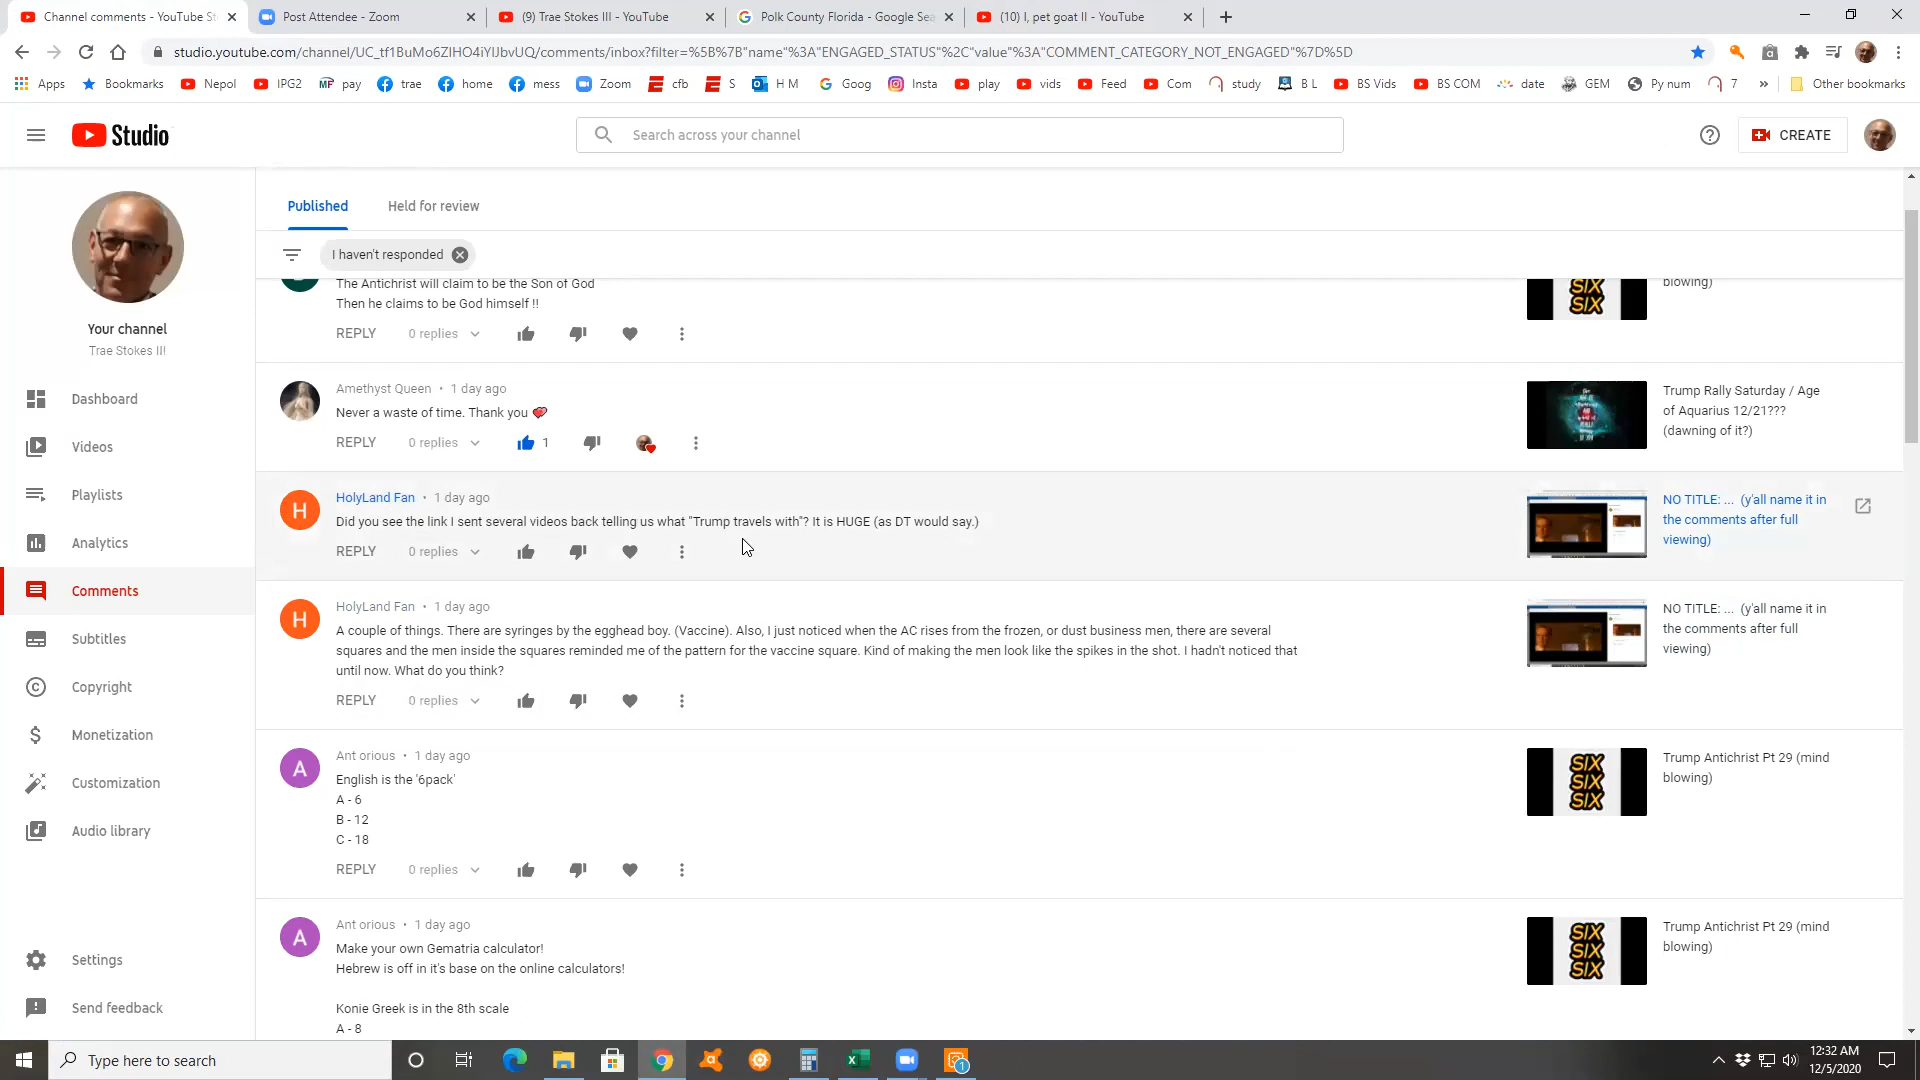 Channel comments - YouTube St
Post Attendee - Zoom
(9) Trae Stokes III - YouTube
Polk County Florida - Google Sea
(10) I, pet goat II - YouTube
studio.youtube.com/channel/UC_tf1BuMo6ZIHO4iYIJbvUQ/comments/inbox?filter=%5B%7B"name"%3A"ENGAGED_STATUS"%2C"value"%3A"COMMENT_CATEGORY_NOT_ENGAGED"%7D%5D
Apps Bookmarks Nepol IPG2 MF pay trae home mess Zoom cfb S H M Goog Insta play vids Feed Com study B L BS Vids BS COM date GEM Py num 7 » Other bookmarks
Studio
Search across your channel
CREATE
Your channel
Trae Stokes III
Dashboard
Videos
Playlists
Analytics
Comments
Subtitles
Copyright
Monetization
Customization
Audio library
Settings
Send feedback
Published Held for review
I haven't responded
The Antichrist will claim to be the Son of God
Then he claims to be God himself !!
REPLY 0 replies
SIX
SIX
blowing)
Amethyst Queen • 1 day ago
Never a waste of time. Thank you
REPLY 0 replies 1
Trump Rally Saturday / Age
of Aquarius 12/21???
(dawning of it?)
H
HolyLand Fan • 1 day ago
Did you see the link I sent several videos back telling us what "Trump travels with"? It is HUGE (as DT would say.)
REPLY 0 replies
NO TITLE: ... (y'all name it in
the comments after full
viewing)
H
HolyLand Fan • 1 day ago
A couple of things. There are syringes by the egghead boy. (Vaccine). Also, I just noticed when the AC rises from the frozen, or dust business men, there are several
squares and the men inside the squares reminded me of the pattern for the vaccine square. Kind of making the men look like the spikes in the shot. I hadn't noticed that
until now. What do you think?
REPLY 0 replies
NO TITLE: ... (y'all name it in
the comments after full
viewing)
A
Ant orious • 1 day ago
English is the '6pack'
A - 6
B - 12
C - 18
REPLY 0 replies
SIX
SIX
SIX
Trump Antichrist Pt 29 (mind
blowing)
A
Ant orious • 1 day ago
Make your own Gematria calculator!
Hebrew is off in it's base on the online calculators!
Konie Greek is in the 8th scale
A - 8
SIX
SIX
SIX
Trump Antichrist Pt 29 (mind
blowing)
Type here to search
1
12:32 AM
12/5/2020